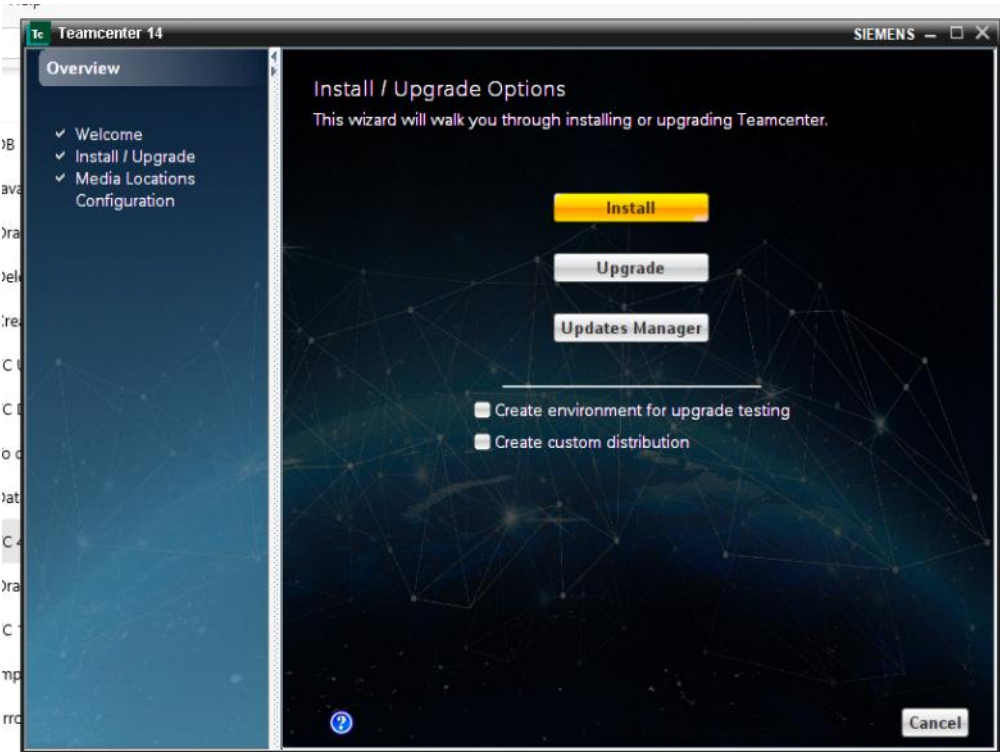 Teamcenter 14
SIEMENS
Overview
Welcome
Install / Upgrade
Media Locations
Configuration
Install / Upgrade Options
This wizard will walk you through installing or upgrading Teamcenter.
Install
Upgrade
Updates Manager
Create environment for upgrade testing
Create custom distribution
Cancel